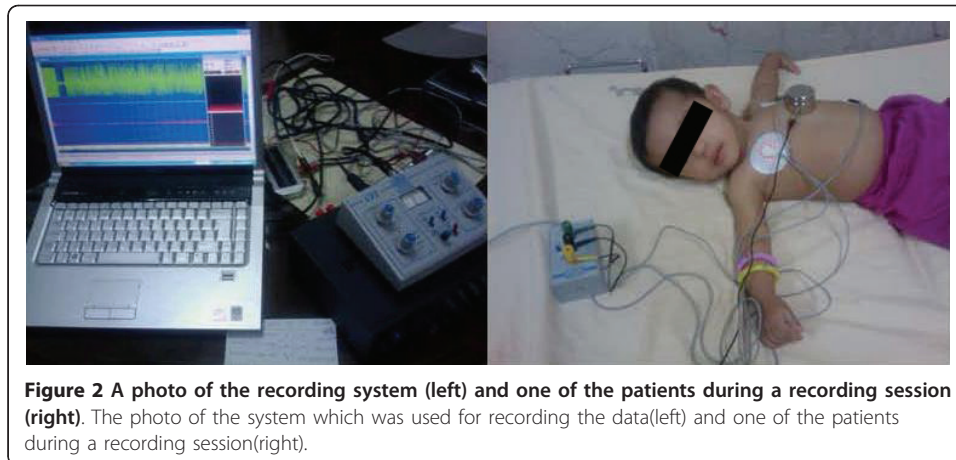 Figure 2 A photo of the recording system (left) and one of the patients during a recording session
(right). The photo of the system which was used for recording the data(left) and one of the patients
during a recording session(right).